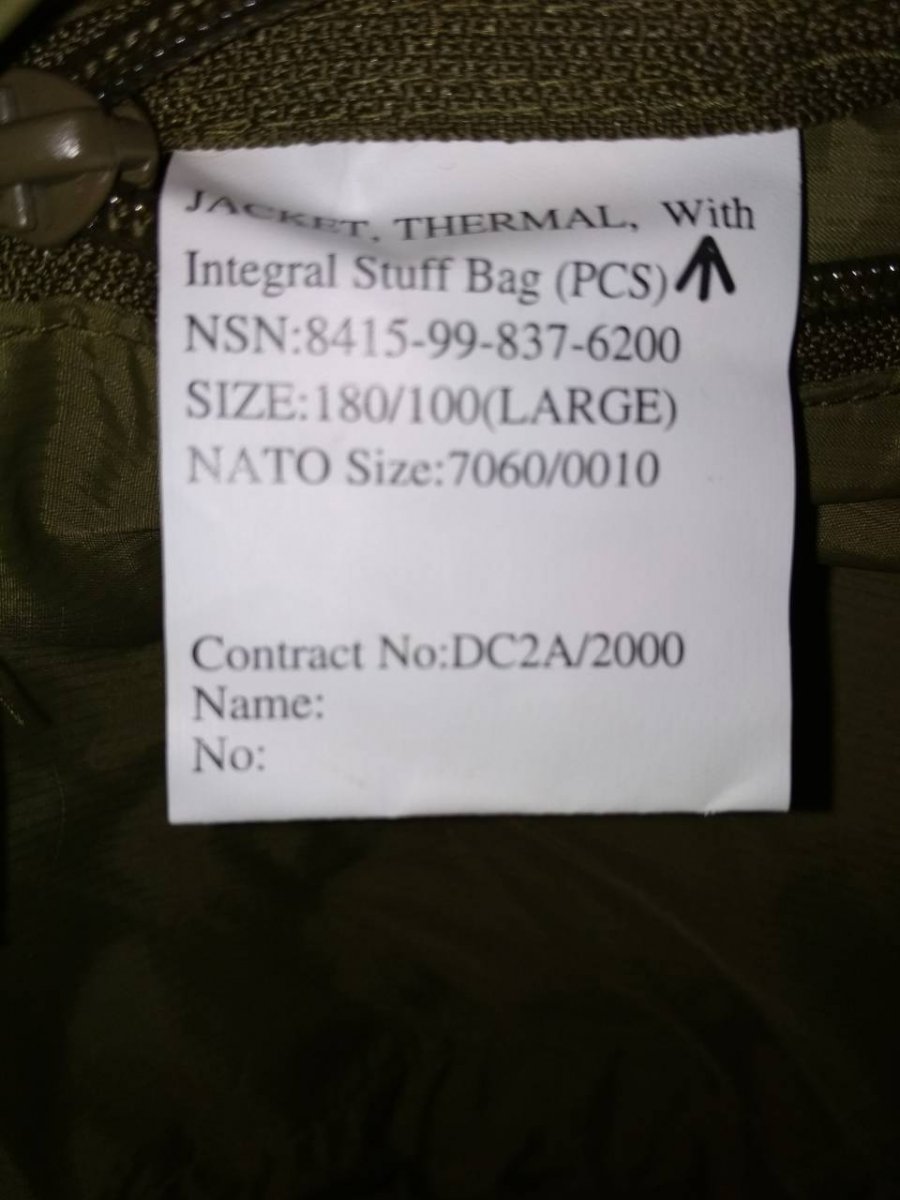 JACKET, THERMAL, With
Integral Stuff Bag (PCS)
NSN:8415-99-837-6200
SIZE:180/100(LARGE)
NATO Size:7060/0010
Contract No:DC2A/2000
Name:
No: